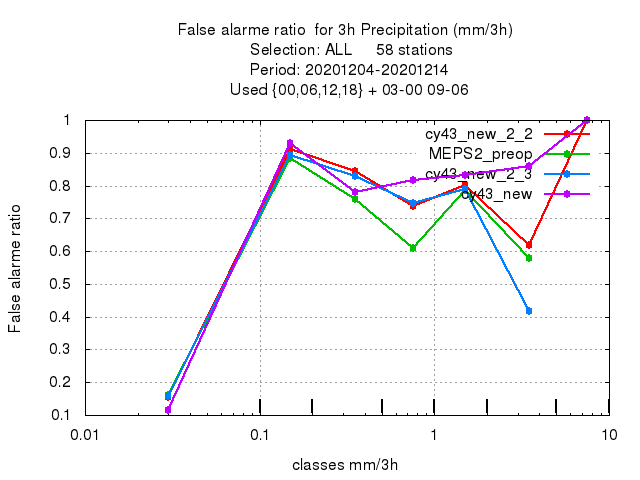 False alarme ratio  for 3h Precipitation (mm/3h)
Selection: ALL     58 stations
Period: 20201204-20201214
Used {00,06,12,18} + 03-00 09-06
1
0.9
0.8
0.7
0.6
0.5
0.4
0.3
0.2
0.1
False alarme ratio
cy43_new_2_2
MEPS2_preop
cy43_new_2_3
cy43_new
0.01
0.1
1
10
classes mm/3h